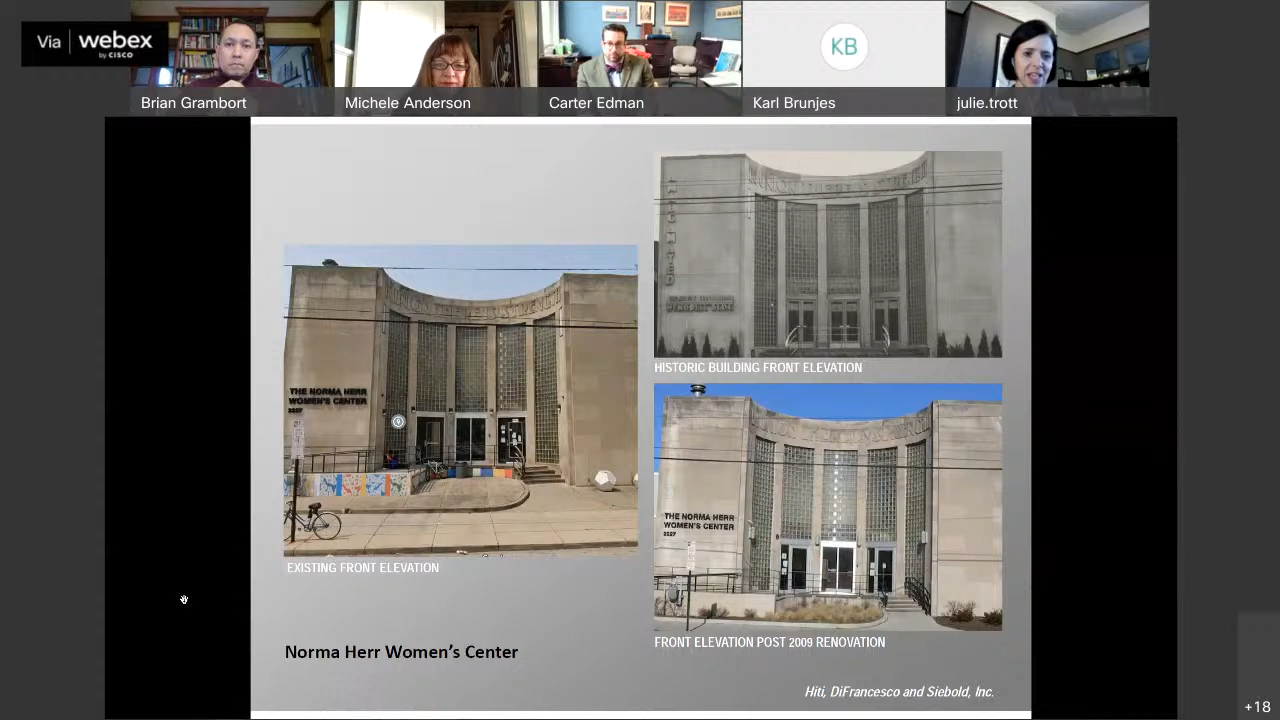 Via | webex
by CISCO
KB
Brian Grambort
Michele Anderson
Carter Edman
Karl Brunjes
julie.trott
HISTORIC BUILDING FRONT ELEVATION
THE NORMA HERR
WOMEN'S CENTER
2227
EXISTING FRONT ELEVATION
THE NORMA HERR
WOMEN'S CENTER
2227
FRONT ELEVATION POST 2009 RENOVATION
Norma Herr Women’s Center
Hiti, DiFrancesco and Siebold, Inc.
+18